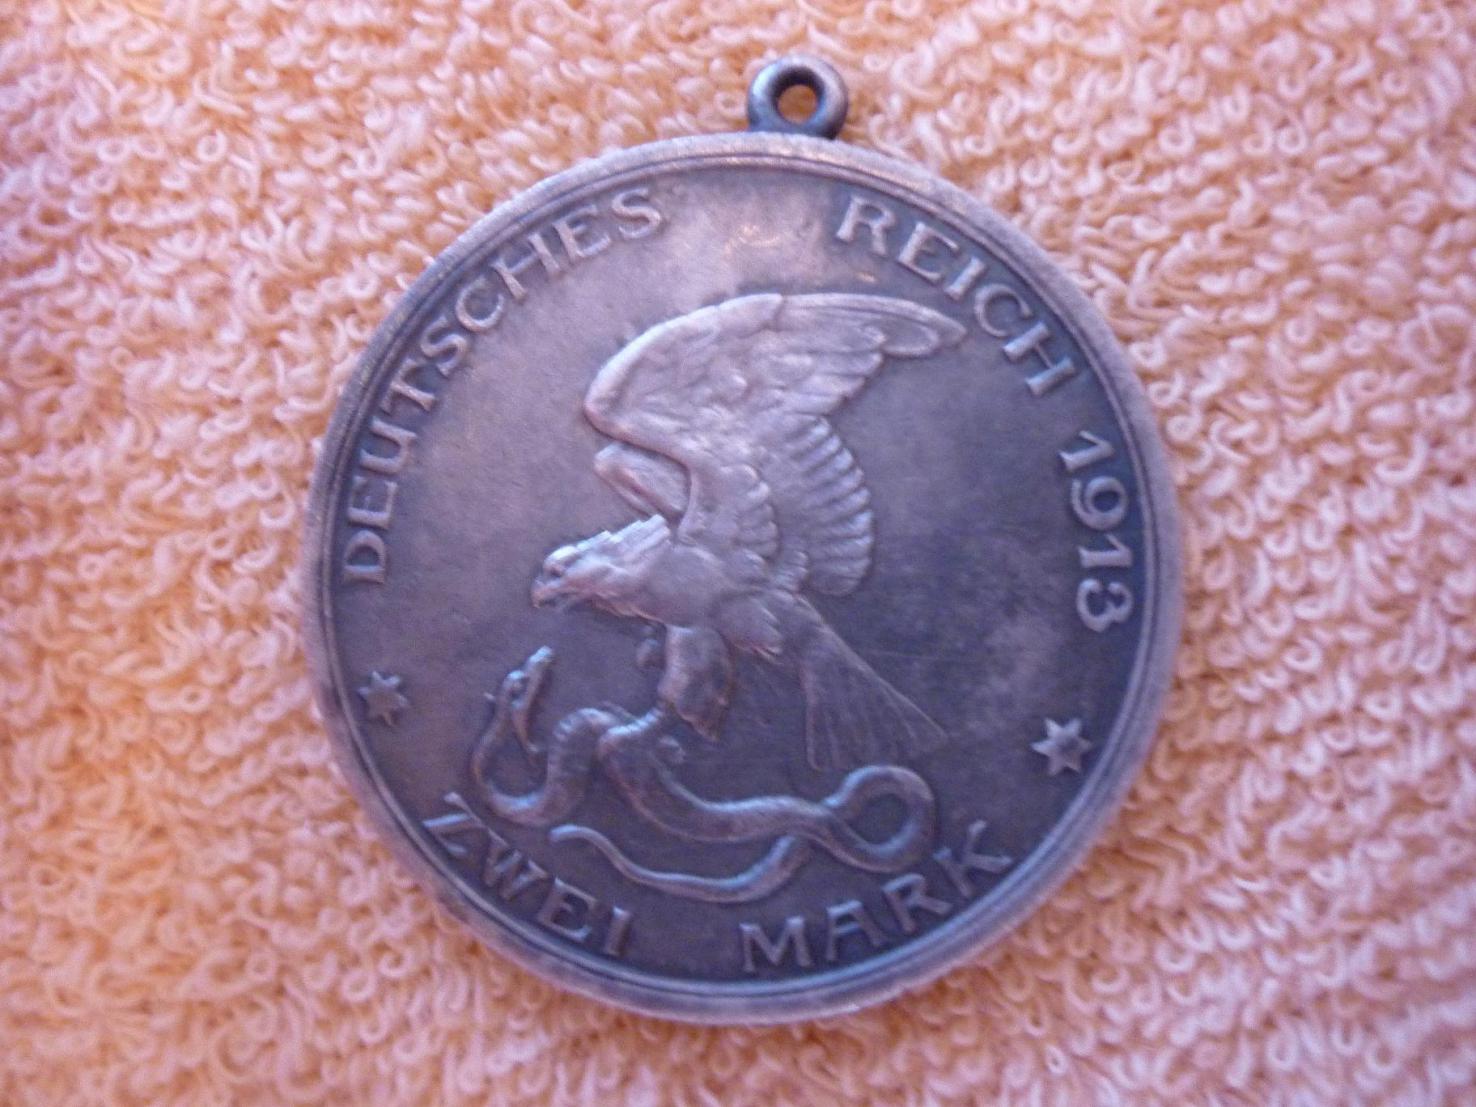 DEUTSCHES REICH 1913
ZWEI MARK